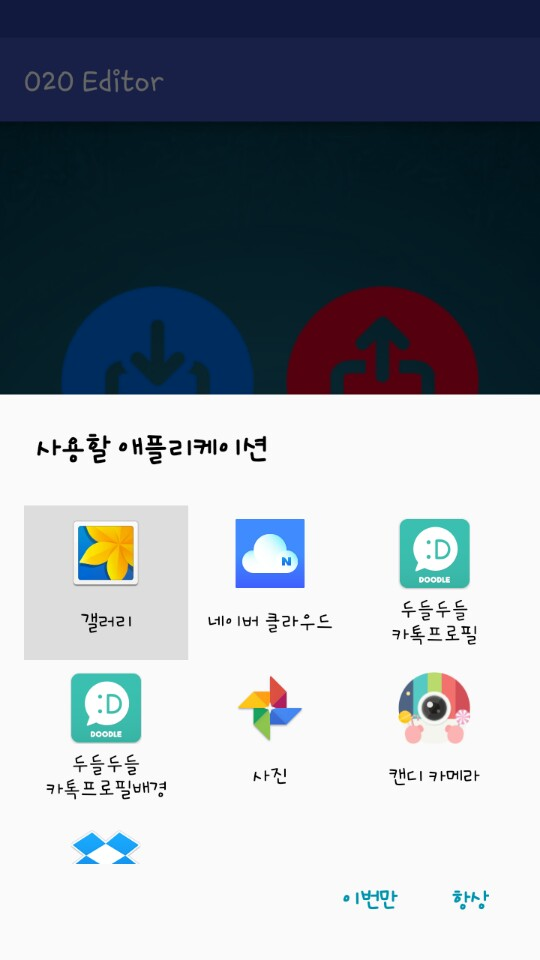 020 Editor
사용할 애플리케이션
갤러리
N
네이버 클라우드
:D
DOODLE
두들두들
카톡프로필
:D
DOODLE
두들두들
카톡프로필배경
사진
캔디 카메라
이번만 항상